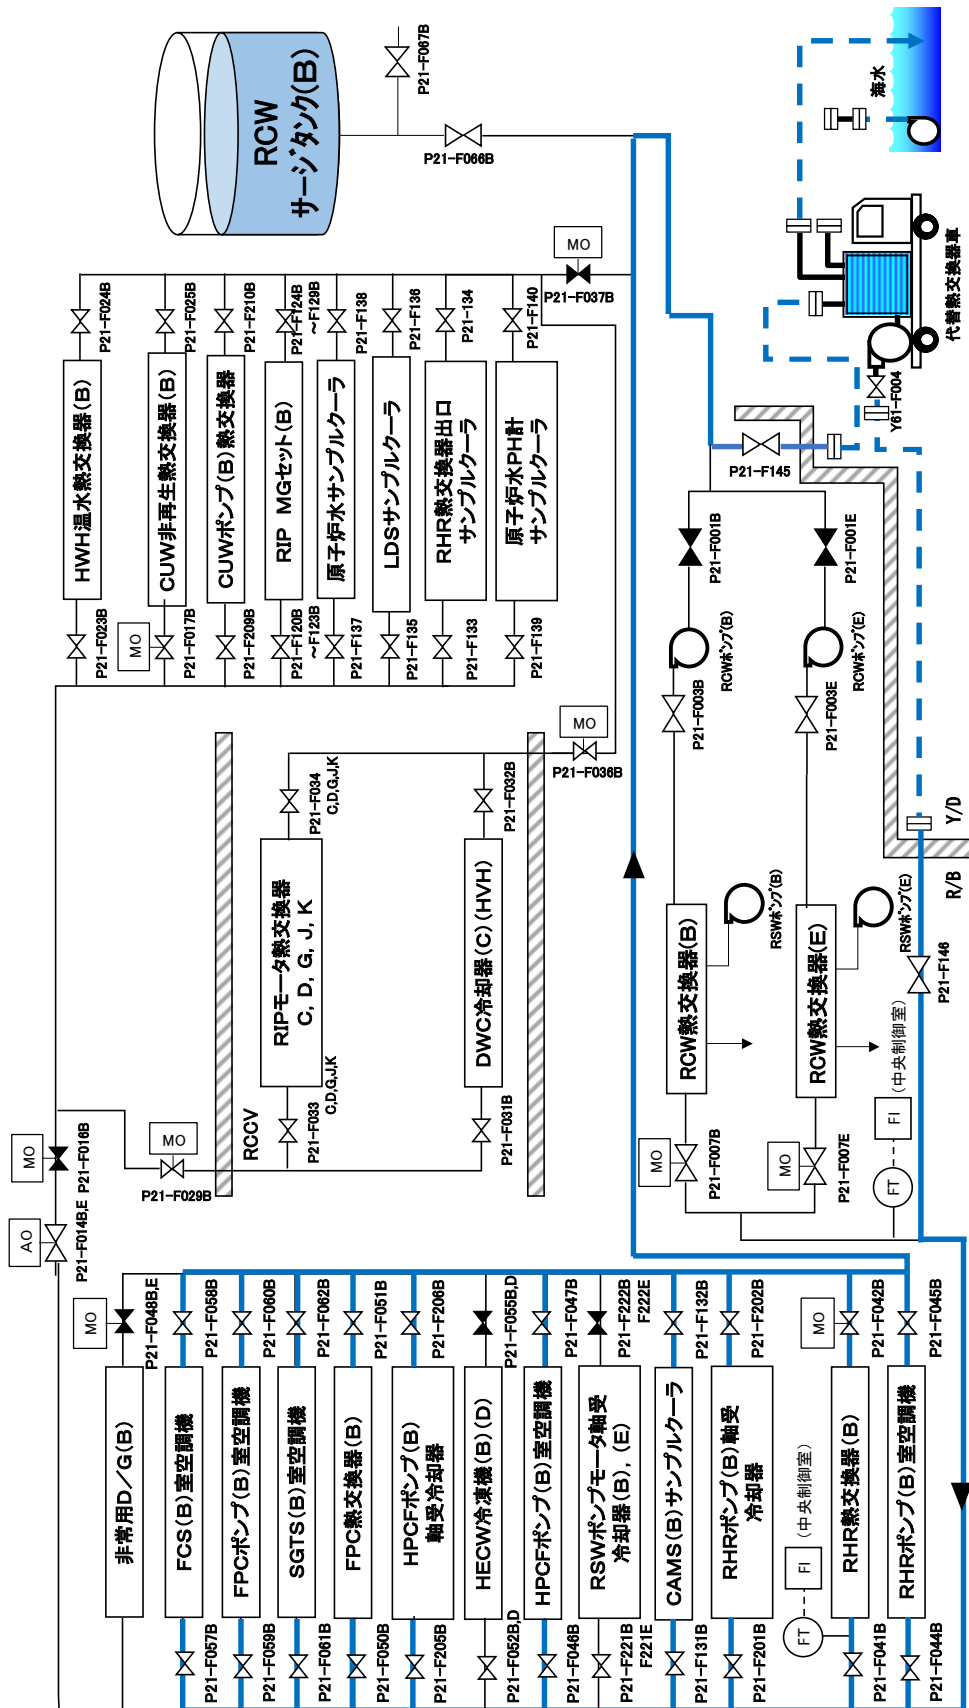 RCW
サージタンク(B)
P21-F067B
P21-F066B
海水
代替熱交換器車
Y61-F004
MO
P21-F037B
P21-F024B
P21-F025B
P21-F210B
P21-F124B
～F129B
P21-F138
P21-F136
P21-134
P21-F140
HWH温水熱交換器(B)
CUW非再生熱交換器(B)
CUWポンプ(B)熱交換器
RIP MGセット(B)
原子炉水サンプルクーラ
LDSサンプルクーラ
RHR熱交換器出口
サンプルクーラ
原子炉水PH計
サンプルクーラ
P21-F023B
MO
P21-F017B
P21-F209B
P21-F120B
～F123B
P21-F137
P21-F135
P21-F133
P21-F139
P21-F145
P21-F001B
P21-F001E
RCWポンプ(B)
RCWポンプ(E)
P21-F003B
P21-F003E
MO
P21-F036B
P21-F034
C,D,G,J,K
P21-F032B
RIPモータ熱交換器
C, D, G, J, K
DWC冷却器(C)(HVH)
P21-F033
C,D,G,J,K
P21-F031B
RCCV
MO
P21-F029B
MO
P21-F016B
AO
P21-F014B,E
RCW熱交換器(B)
RCW熱交換器(E)
RSWポンプ(B)
RSWポンプ(E)
MO
P21-F007B
MO
P21-F007E
Y/D
R/B
P21-F146
(中央制御室)
FI
FT
MO
P21-F048B,E
P21-F058B
P21-F060B
P21-F062B
P21-F051B
P21-F206B
P21-F055B,D
P21-F047B
P21-F222B
F222E
P21-F132B
P21-F202B
MO
P21-F042B
P21-F045B
非常用D／G(B)
FCS(B)室空調機
FPCポンプ(B)室空調機
SGTS(B)室空調機
FPC熱交換器(B)
HPCFポンプ(B)
軸受冷却器
HECW冷凍機(B)(D)
HPCFポンプ(B)室空調機
RSWポンプモータ軸受
冷却器(B), (E)
CAMS(B)サンプルクーラ
RHRポンプ(B)軸受
冷却器
(中央制御室)
FI
FT
RHR熱交換器(B)
RHRポンプ(B)室空調機
P21-F057B
P21-F059B
P21-F061B
P21-F050B
P21-F205B
P21-F052B,D
P21-F046B
P21-F221B
F221E
P21-F131B
P21-F201B
P21-F041B
P21-F044B